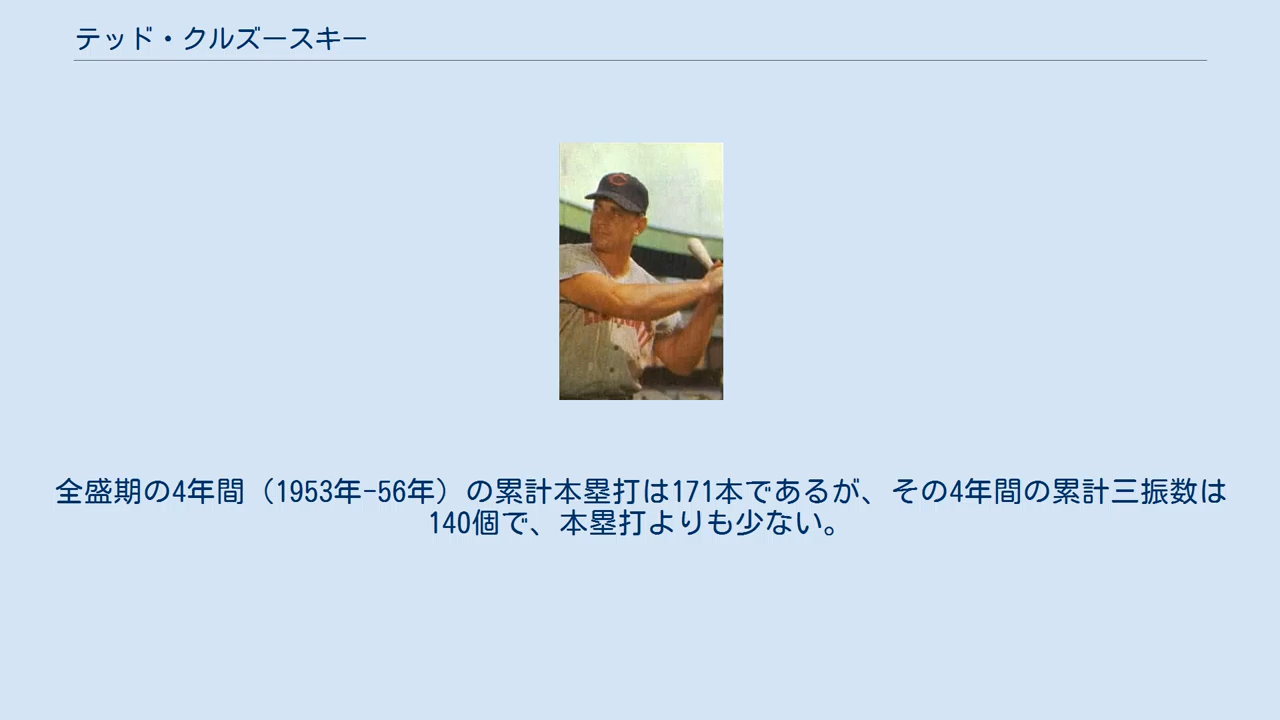 テッド・クルズースキー
全盛期の4年間（1953年-56年）の累計本塁打は171本であるが、その4年間の累計三振数は
140個で、本塁打よりも少ない。